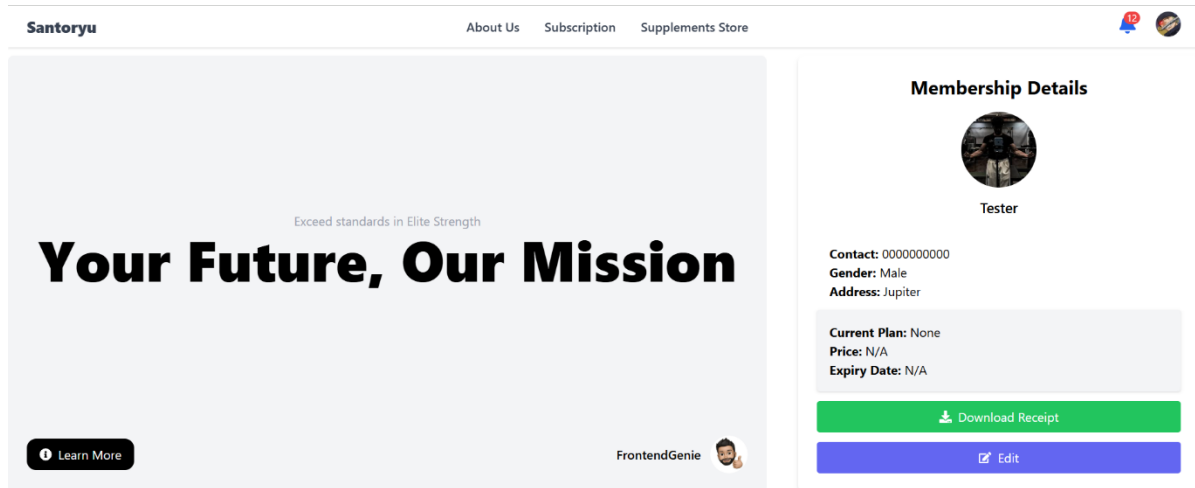 Santoryu
About Us
Subscription
Supplements Store
12
Exceed standards in Elite Strength
Your Future, Our Mission
Learn More
FrontendGenie
Membership Details
Tester
Contact: 0000000000
Gender: Male
Address: Jupiter
Current Plan: None
Price: N/A
Expiry Date: N/A
Download Receipt
Edit